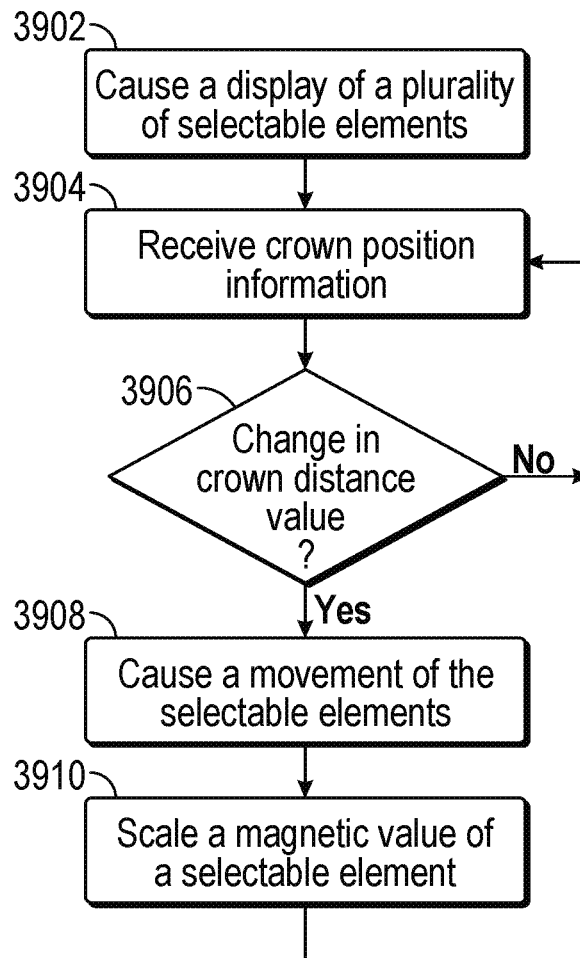 3902
Cause a display of a plurality
of selectable elements
3904
Receive crown position
information
3906
Change in
crown distance
value
?
No
Yes
3908
Cause a movement of the
selectable elements
3910
Scale a magnetic value of
a selectable element